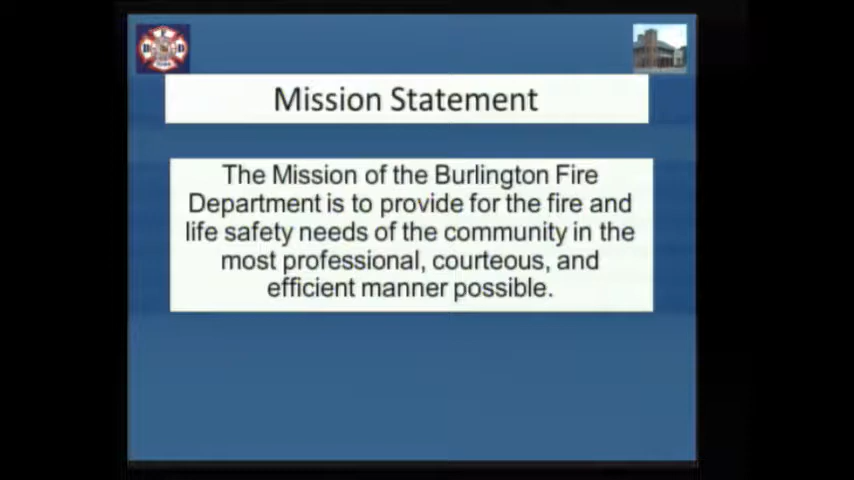 Mission Statement
The Mission of the Burlington Fire
Department is to provide for the fire and
life safety needs of the community in the
most professional, courteous, and
efficient manner possible.